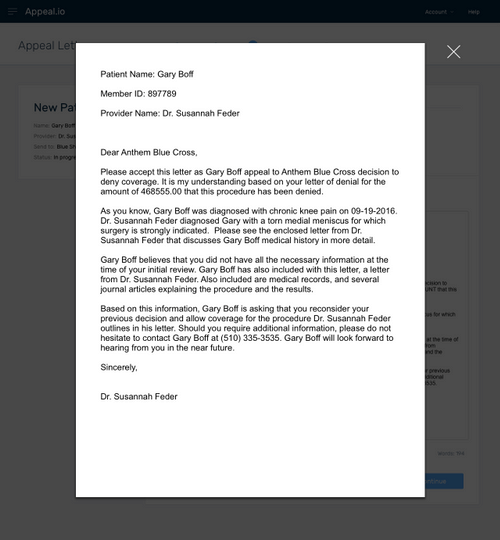 Appeal.io
Account
Help
Appeal Let
New Pat
Name: Gary Boff
Provider: Dr. Sus
Send to: Blue Sh
Status: In progre
Patient Name: Gary Boff
Member ID: 897789
Provider Name: Dr. Susannah Feder
Dear Anthem Blue Cross,
Please accept this letter as Gary Boff appeal to Anthem Blue Cross decision to
deny coverage. It is my understanding based on your letter of denial for the
amount of 468555.00 that this procedure has been denied.
As you know, Gary Boff was diagnosed with chronic knee pain on 09-19-2016.
Dr. Susannah Feder diagnosed Gary with a torn medial meniscus for which
surgery is strongly indicated. Please see the enclosed letter from Dr.
Susannah Feder that discusses Gary Boff medical history in more detail.
Gary Boff believes that you did not have all the necessary information at the
time of your initial review. Gary Boff has also included with this letter, a letter
from Dr. Susannah Feder. Also included are medical records, and several
journal articles explaining the procedure and the results.
Based on this information, Gary Boff is asking that you reconsider your
previous decision and allow coverage for the procedure Dr. Susannah Feder
outlines in his letter. Should you require additional information, please do not
hesitate to contact Gary Boff at (510) 335-3535. Gary Boff will look forward to
hearing from you in the near future.
Sincerely,
Dr. Susannah Feder
ntinue